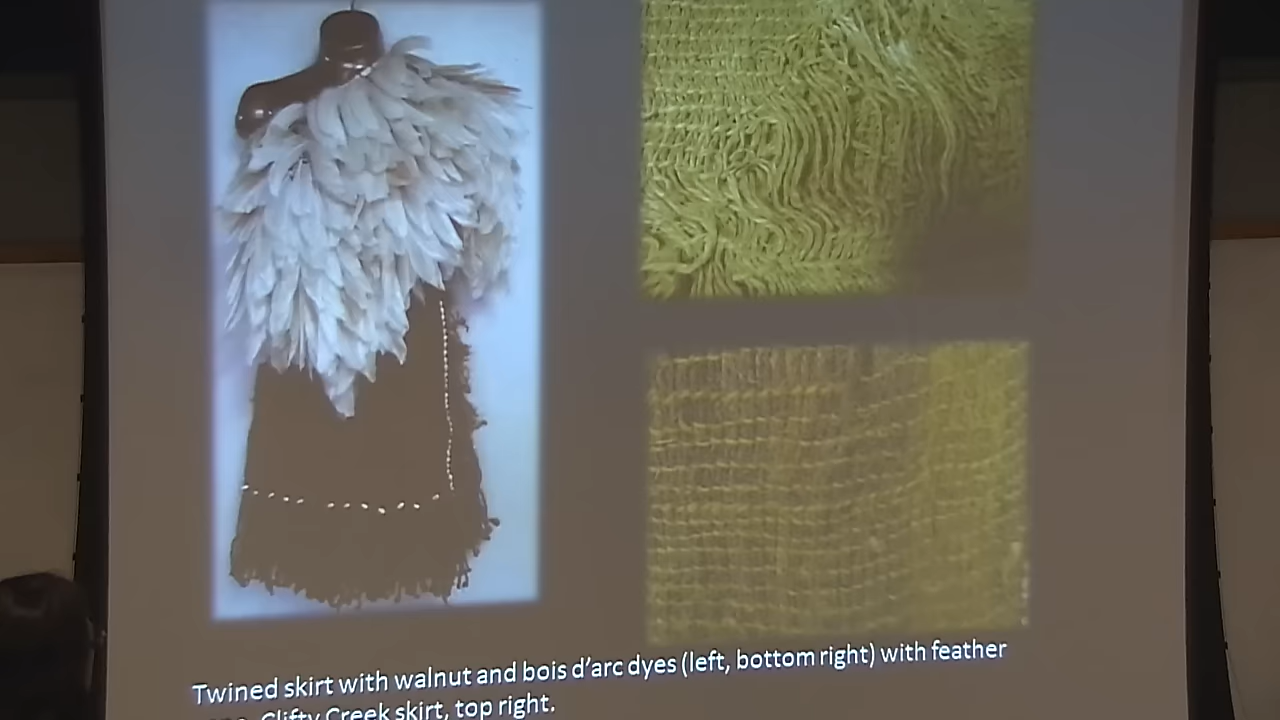 Twined skirt with walnut and bois d'arc dyes (left, bottom right) with feather
Clifty Creek skirt, top right.